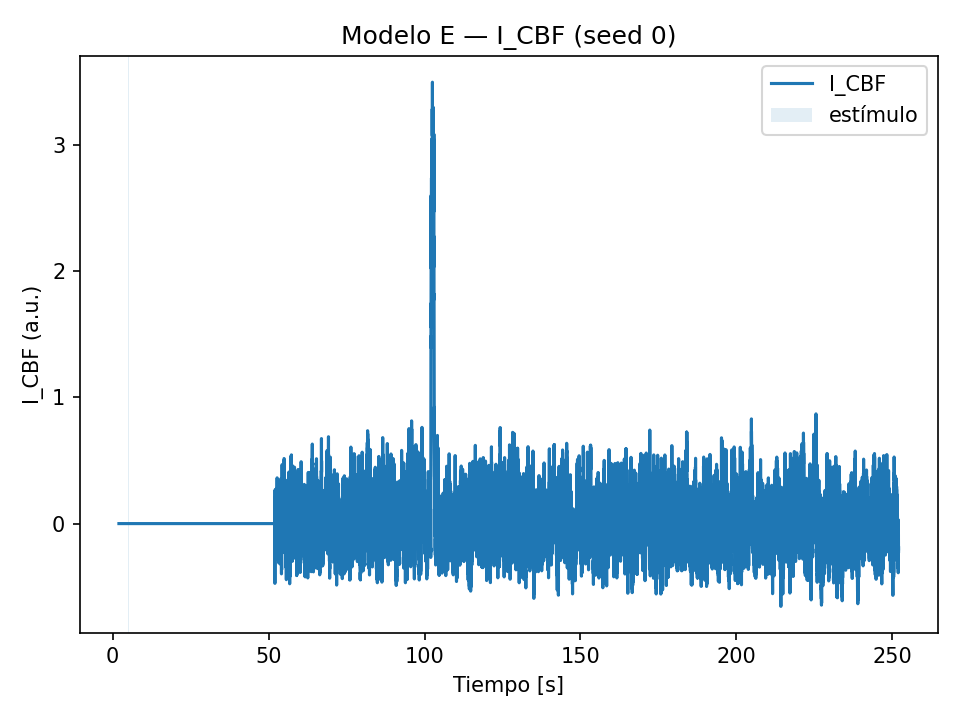 Modelo E — I_CBF (seed 0)
I_CBF
estímulo
I_CBF (a.u.)
3
2
1
0
0
50
100
150
200
250
Tiempo [s]